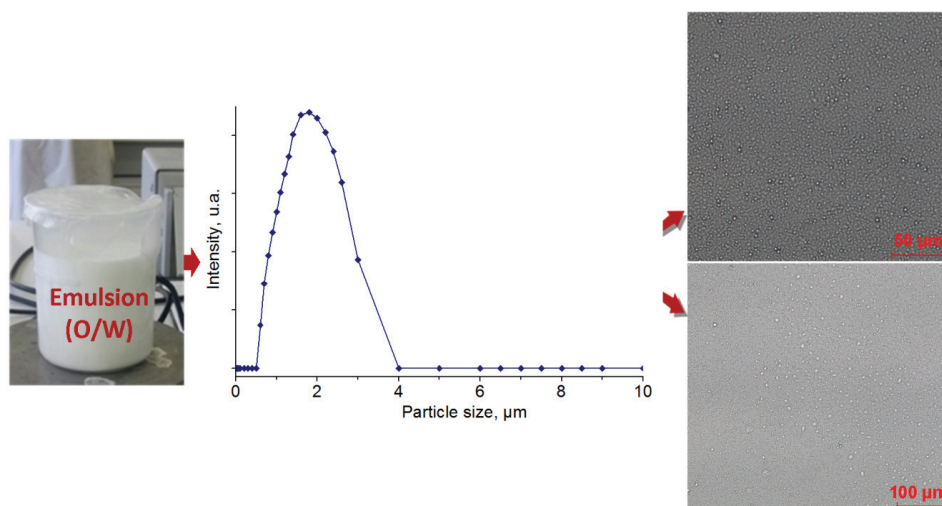 Emulsion
(O/W)
Intensity, u.a.
0
2
4
6
8
10
Particle size, µm
50 µm
100 µm